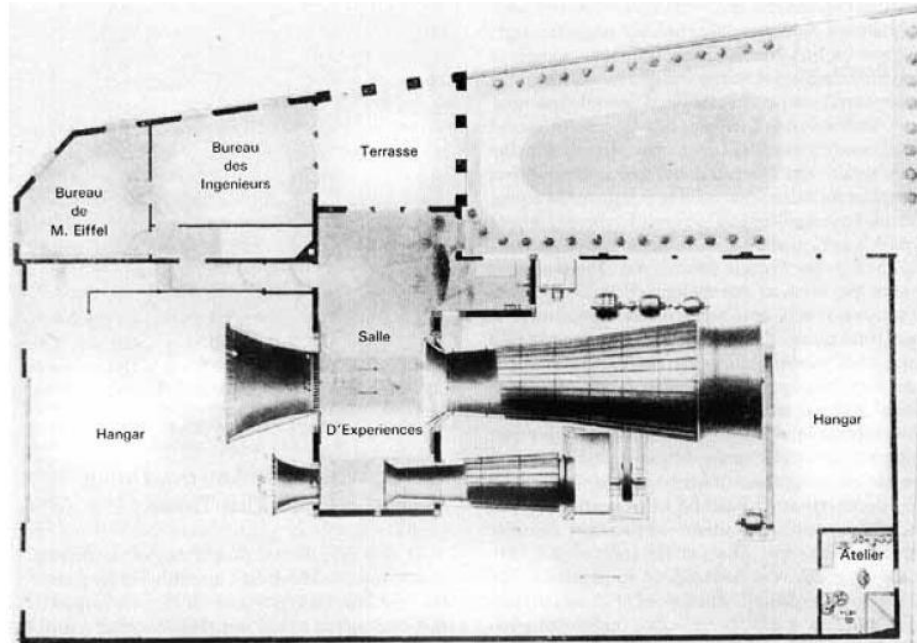 Bureau
de
M. Eiffel
Bureau
des
Ingenieurs
Terrasse
Salle
D'Experiences
Hangar
Hangar
Atelier